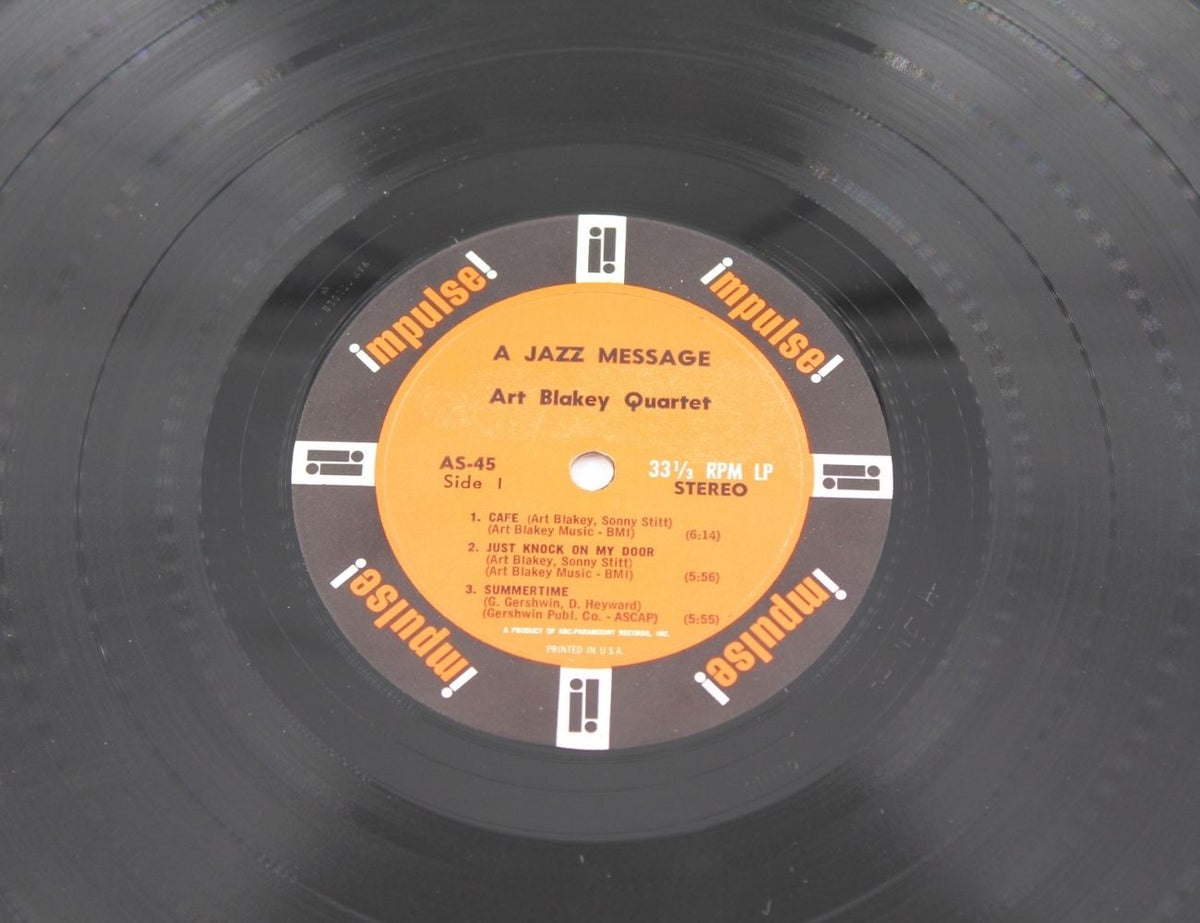 impulse!
impulse!
A JAZZ MESSAGE
Art Blakey Quartet
AS-45
Side 1
33⅓ RPM LP
STEREO
1. CAFE (Art Blakey, Sonny Stitt)
(Art Blakey Music - BMI) (6:14)
2. JUST KNOCK ON MY DOOR
(Art Blakey, Sonny Stitt)
(Art Blakey Music - BMI) (5:56)
3. SUMMERTIME
(G. Gershwin, D. Heyward)
(Gershwin Publ. Co. - ASCAP) (5:55)
A PRODUCT OF ABC-PARAMOUNT RECORDS, INC.
PRINTED IN U.S.A.
impulse!
impulse!